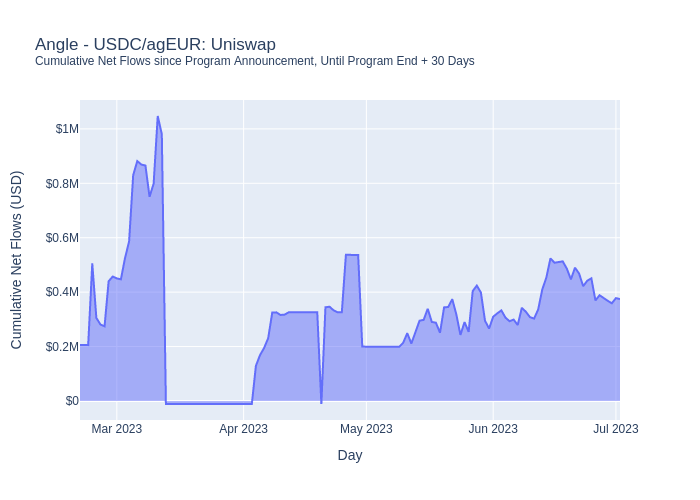 Angle - USDC/agEUR: Uniswap
Cumulative Net Flows since Program Announcement, Until Program End + 30 Days
Cumulative Net Flows (USD)
$1M
$0.8M
$0.6M
$0.4M
$0.2M
$0
Mar 2023 Apr 2023 May 2023 Jun 2023 Jul 2023
Day